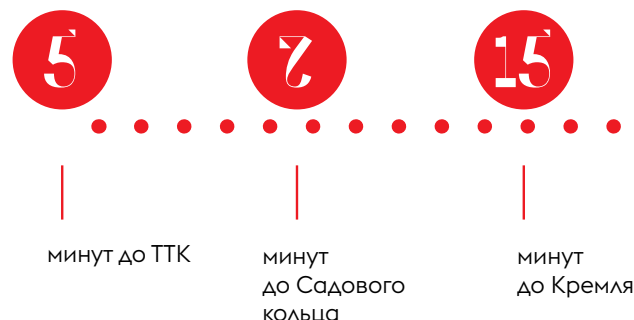 5 7 15
минут до ТТК
минут
до Садового
кольца
минут
до Кремля